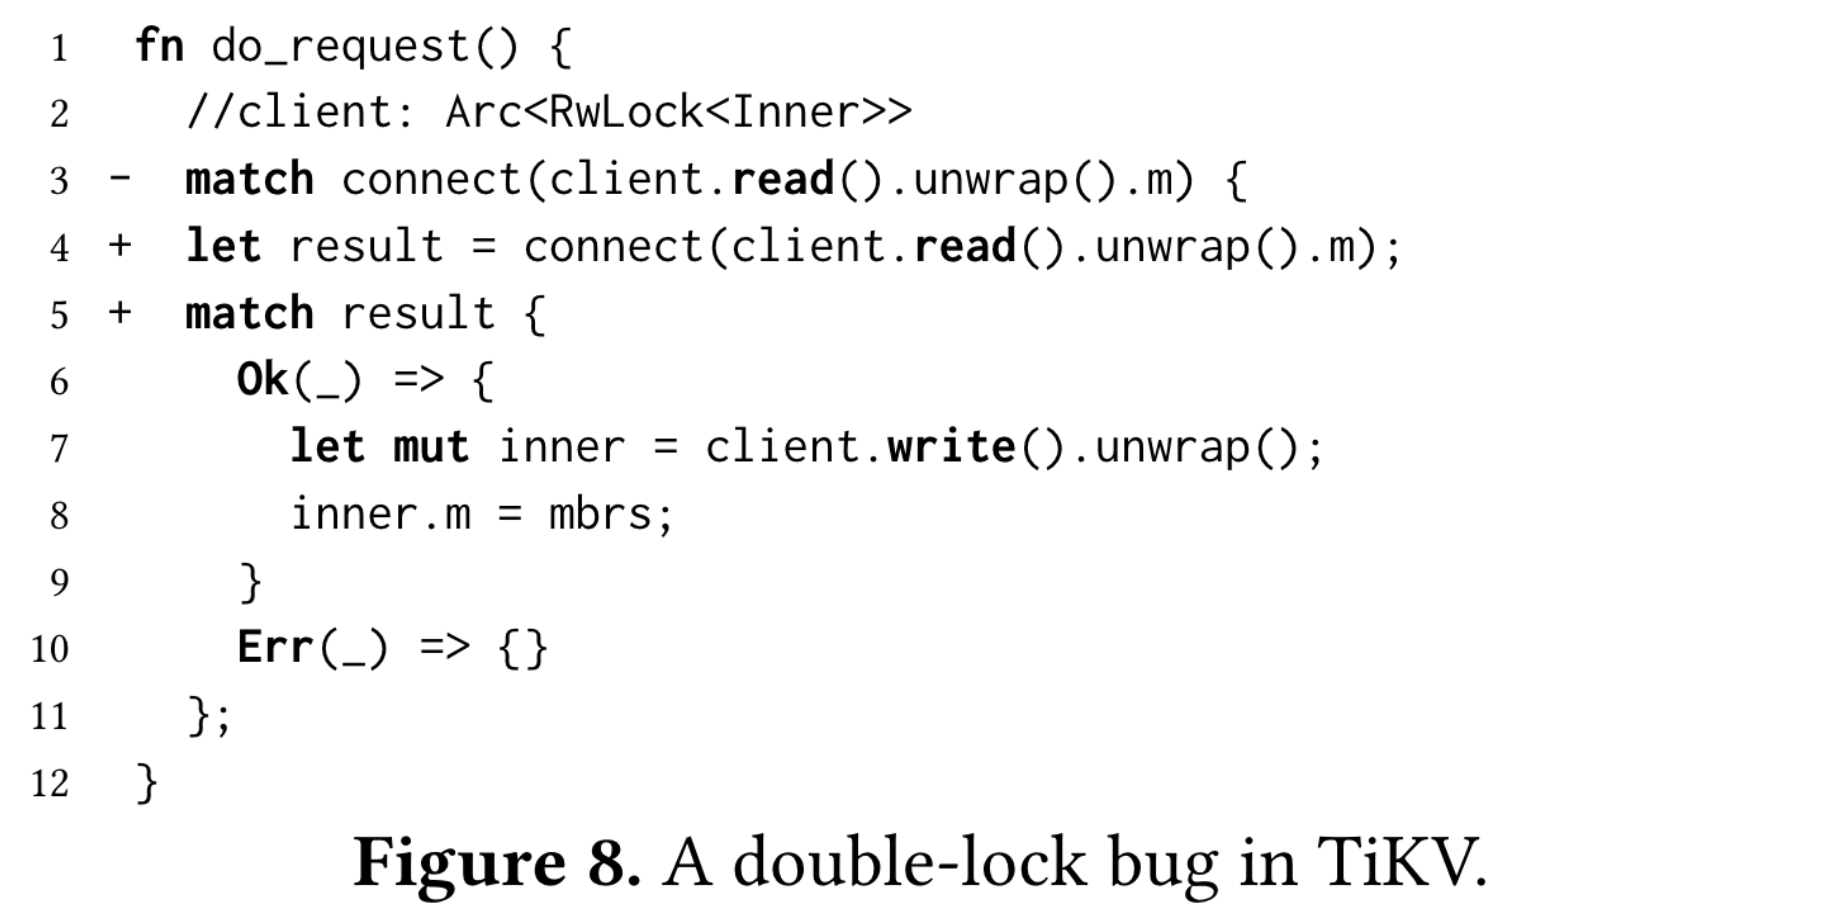 1 fn do_request() {
2 //client: Arc<RwLock<Inner>>
3 - match connect(client.read().unwrap().m) {
4 + let result = connect(client.read().unwrap().m);
5 + match result {
6 Ok(_) => {
7 let mut inner = client.write().unwrap();
8 inner.m = mbrs;
9 }
10 Err(_) => {}
11 };
12 }
Figure 8. A double-lock bug in TiKV.